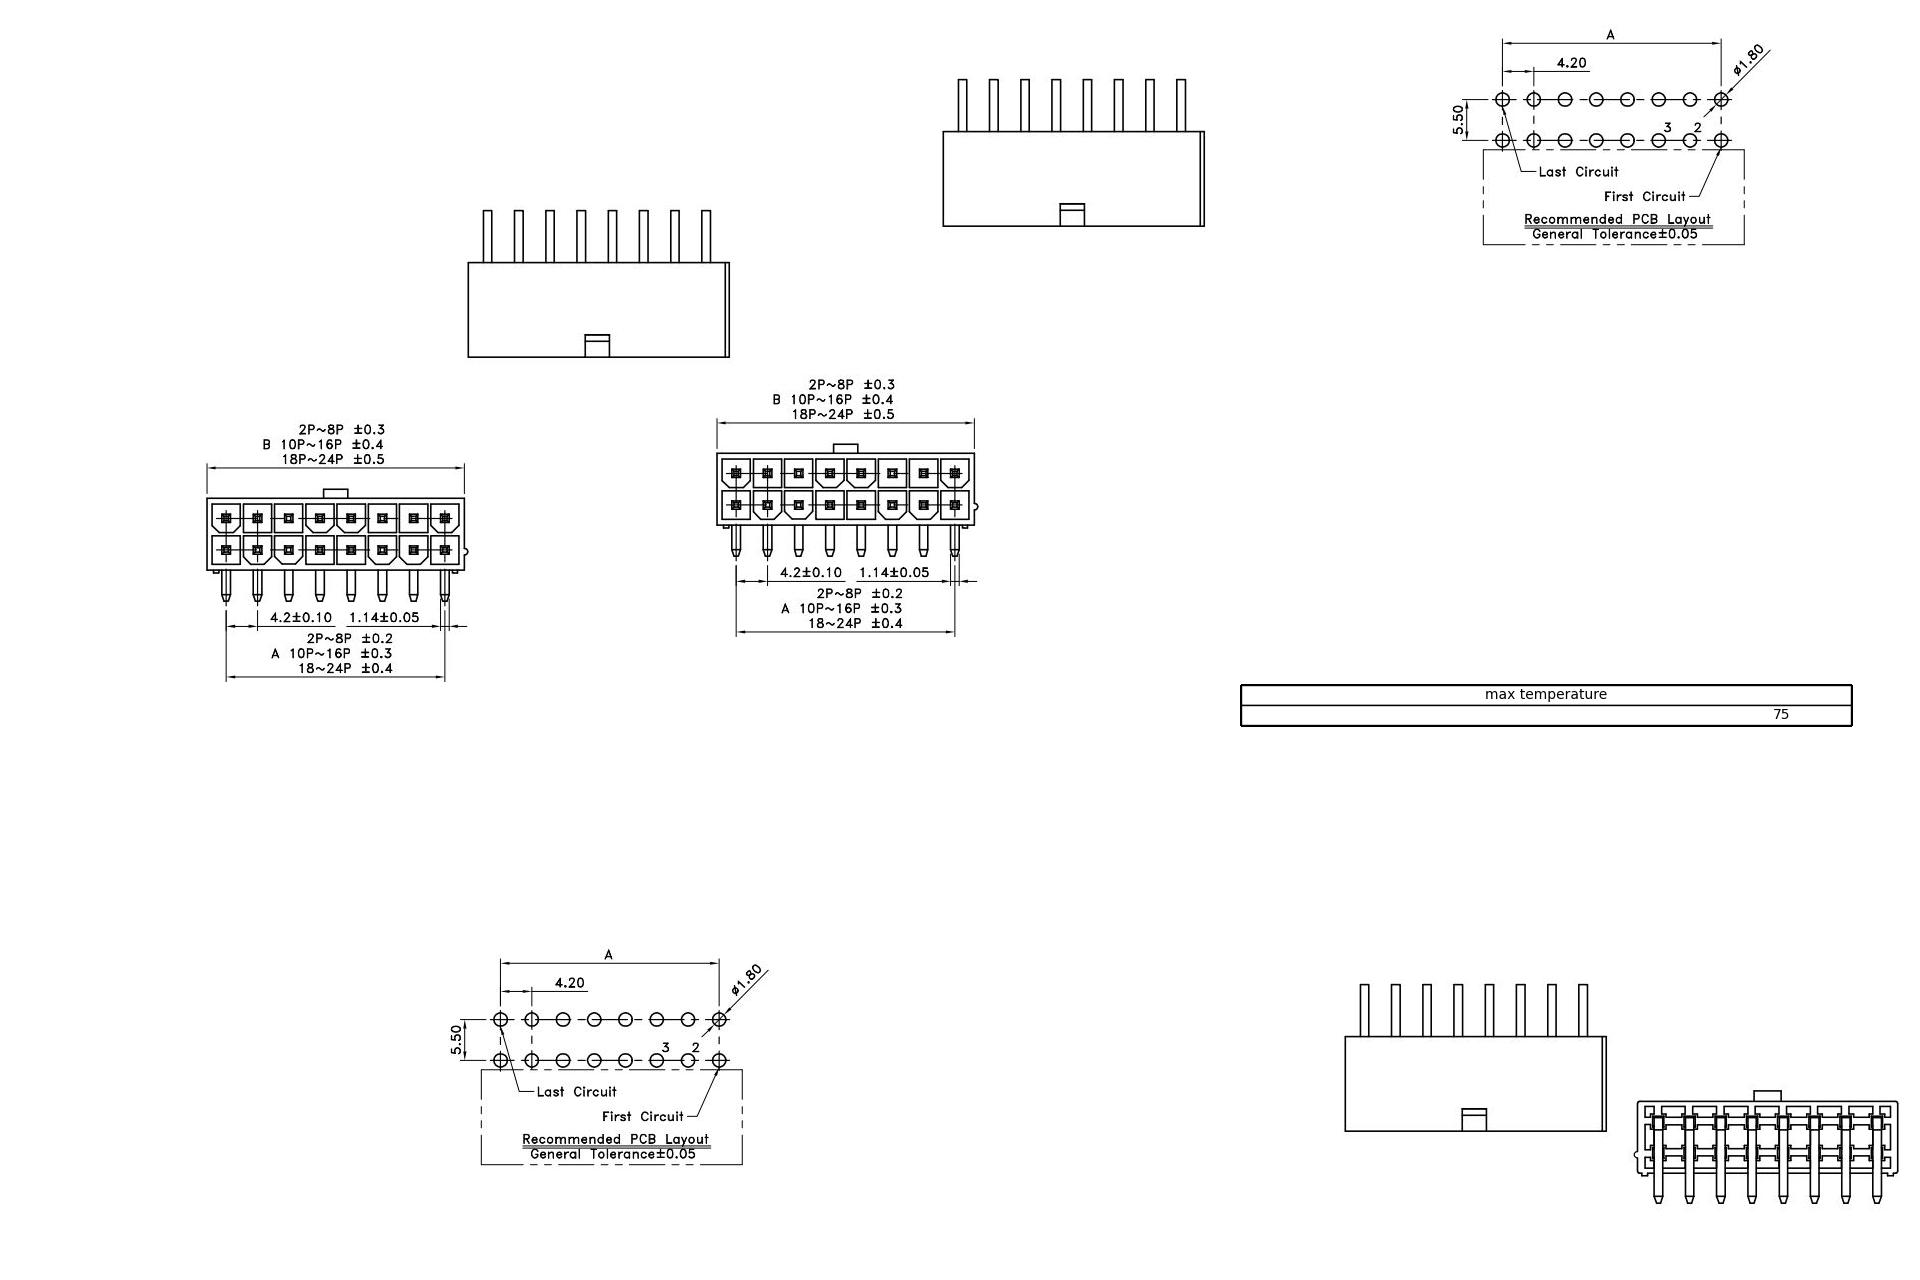 A
4.20
ø1.80
5.50
3 2
Last Circuit
First Circuit
Recommended PCB Layout
General Tolerance±0.05
2P~8P ±0.3
B 10P~16P ±0.4
18P~24P ±0.5
4.2±0.10 1.14±0.05
2P~8P ±0.2
A 10P~16P ±0.3
18~24P ±0.4
2P~8P ±0.3
B 10P~16P ±0.4
18P~24P ±0.5
4.2±0.10 1.14±0.05
2P~8P ±0.2
A 10P~16P ±0.3
18~24P ±0.4
max temperature
75
A
4.20
ø1.80
5.50
3 2
Last Circuit
First Circuit
Recommended PCB Layout
General Tolerance±0.05